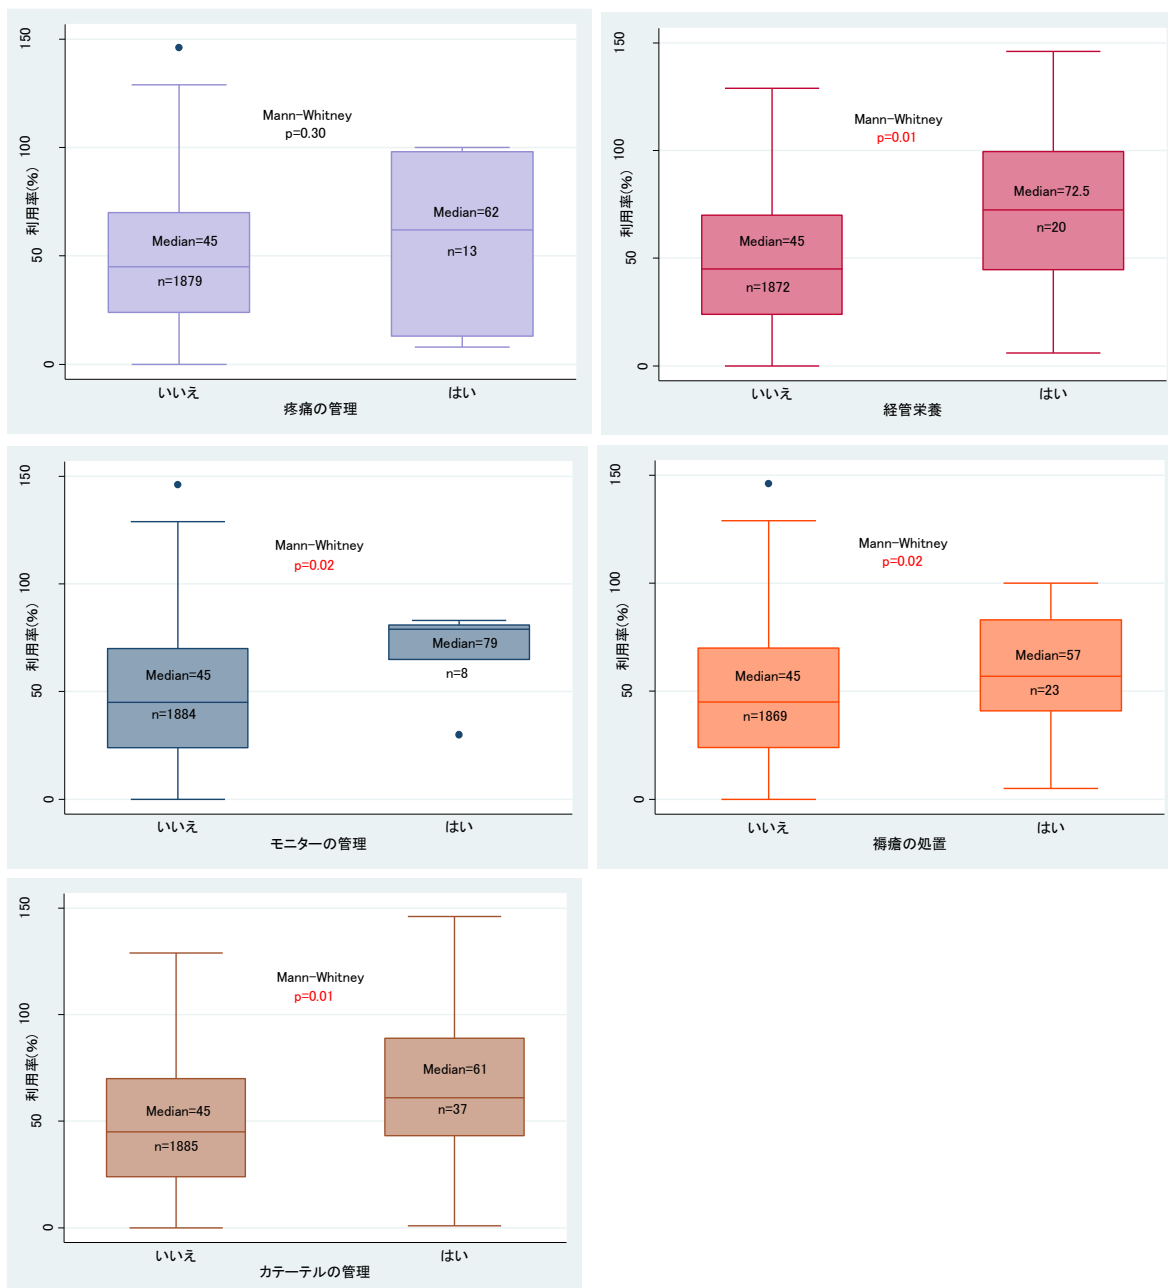 150
100
50
0
利用率(%)
Mann-Whitney
p=0.30
Median=45
n=1879
Median=62
n=13
いいえ
はい
疼痛の管理
150
100
50
0
利用率(%)
Mann-Whitney
p=0.01
Median=45
n=1872
Median=72.5
n=20
いいえ
はい
経管栄養
150
100
50
0
利用率(%)
Mann-Whitney
p=0.02
Median=45
n=1884
Median=79
n=8
いいえ
はい
モニターの管理
150
100
50
0
利用率(%)
Mann-Whitney
p=0.02
Median=45
n=1869
Median=57
n=23
いいえ
はい
褥瘡の処置
150
100
50
0
利用率(%)
Mann-Whitney
p=0.01
Median=45
n=1885
Median=61
n=37
いいえ
はい
カテーテルの管理